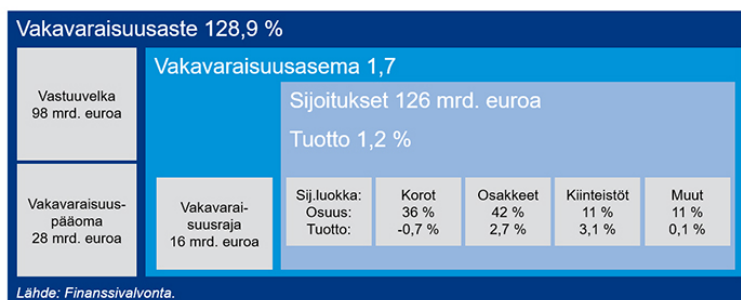 Vakavaraisuusaste 128,9 %
Vastuuvelka
98 mrd. euroa
Vakavaraisuus-
pääoma
28 mrd. euroa
Vakavaraisuusasema 1,7
Vakavarai-
suusraja
16 mrd. euroa
Sijoitukset 126 mrd. euroa
Tuotto 1,2 %
Sij.luokka: Korot Osakkeet Kiinteistöt Muut
Osuus: 36 % 42 % 11 % 11 %
Tuotto: -0,7 % 2,7 % 3,1 % 0,1 %
Lähde: Finanssivalvonta.